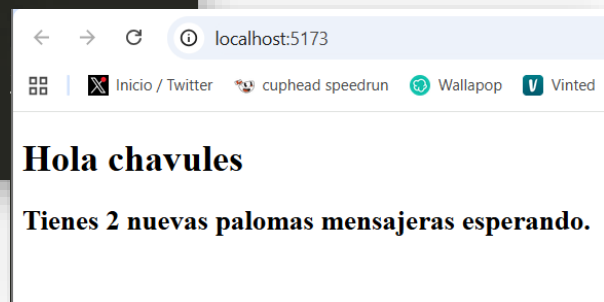 localhost:5173
Inicio / Twitter cuphead speedrun Wallapop Vinted
Hola chavules
Tienes 2 nuevas palomas mensajeras esperando.